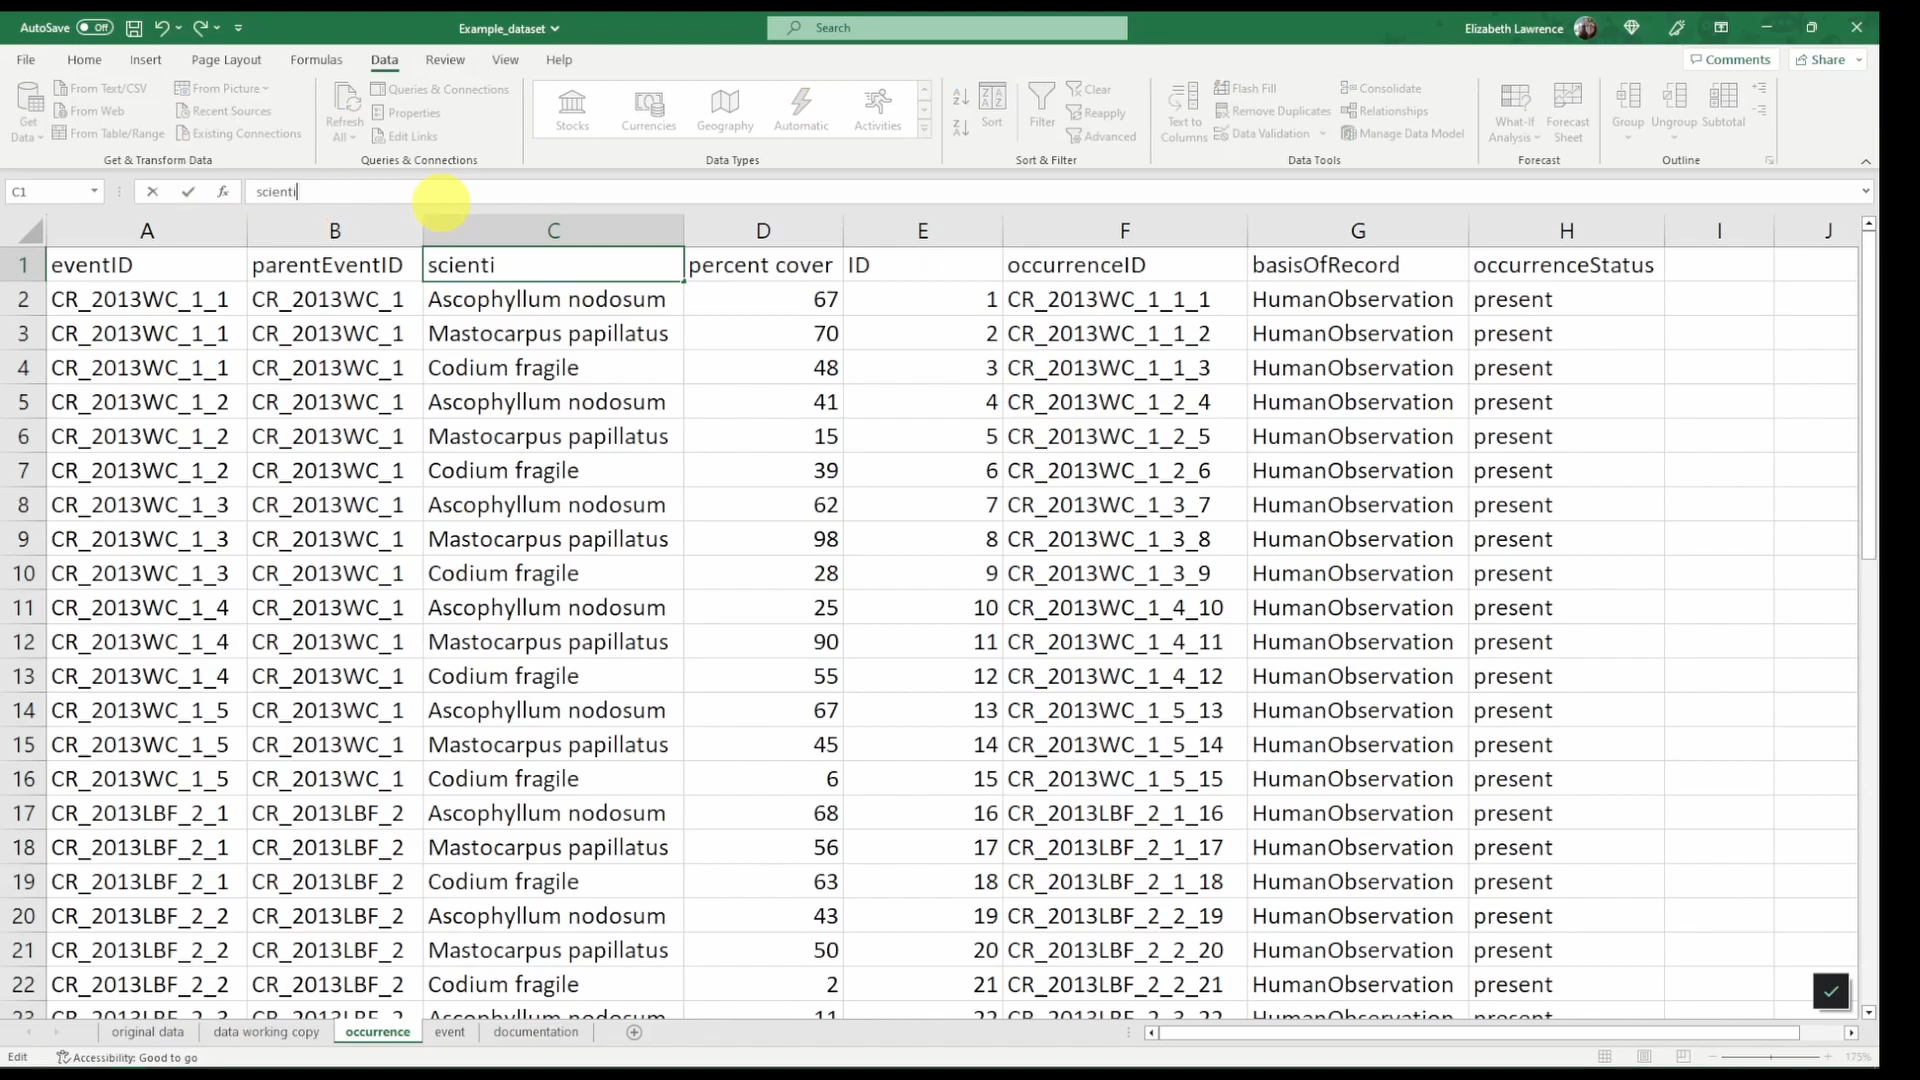 AutoSave Off Example_dataset Search Elizabeth Lawrence
File Home Insert Page Layout Formulas Data Review View Help Comments Share
Get Data From Text/CSV From Web From Table/Range From Picture Recent Sources Existing Connections
Refresh All Queries & Connections Properties Edit Links
Stocks Currencies Geography Automatic Activities
Sort Filter Clear Reapply Advanced
Text to Columns Flash Fill Remove Duplicates Data Validation Consolidate Relationships Manage Data Model
What-If Analysis Forecast Sheet Group Ungroup Subtotal
Get & Transform Data Queries & Connections Data Types Sort & Filter Data Tools Forecast Outline
C1 fx scienti
A B C D E F G H I J
1 eventID parentEventID scienti percent cover ID occurrenceID basisOfRecord occurrenceStatus
2 CR_2013WC_1_1 CR_2013WC_1 Ascophyllum nodosum 67 1 CR_2013WC_1_1_1 HumanObservation present
3 CR_2013WC_1_1 CR_2013WC_1 Mastocarpus papillatus 70 2 CR_2013WC_1_1_2 HumanObservation present
4 CR_2013WC_1_1 CR_2013WC_1 Codium fragile 48 3 CR_2013WC_1_1_3 HumanObservation present
5 CR_2013WC_1_2 CR_2013WC_1 Ascophyllum nodosum 41 4 CR_2013WC_1_2_4 HumanObservation present
6 CR_2013WC_1_2 CR_2013WC_1 Mastocarpus papillatus 15 5 CR_2013WC_1_2_5 HumanObservation present
7 CR_2013WC_1_2 CR_2013WC_1 Codium fragile 39 6 CR_2013WC_1_2_6 HumanObservation present
8 CR_2013WC_1_3 CR_2013WC_1 Ascophyllum nodosum 62 7 CR_2013WC_1_3_7 HumanObservation present
9 CR_2013WC_1_3 CR_2013WC_1 Mastocarpus papillatus 98 8 CR_2013WC_1_3_8 HumanObservation present
10 CR_2013WC_1_3 CR_2013WC_1 Codium fragile 28 9 CR_2013WC_1_3_9 HumanObservation present
11 CR_2013WC_1_4 CR_2013WC_1 Ascophyllum nodosum 25 10 CR_2013WC_1_4_10 HumanObservation present
12 CR_2013WC_1_4 CR_2013WC_1 Mastocarpus papillatus 90 11 CR_2013WC_1_4_11 HumanObservation present
13 CR_2013WC_1_4 CR_2013WC_1 Codium fragile 55 12 CR_2013WC_1_4_12 HumanObservation present
14 CR_2013WC_1_5 CR_2013WC_1 Ascophyllum nodosum 67 13 CR_2013WC_1_5_13 HumanObservation present
15 CR_2013WC_1_5 CR_2013WC_1 Mastocarpus papillatus 45 14 CR_2013WC_1_5_14 HumanObservation present
16 CR_2013WC_1_5 CR_2013WC_1 Codium fragile 6 15 CR_2013WC_1_5_15 HumanObservation present
17 CR_2013LBF_2_1 CR_2013LBF_2 Ascophyllum nodosum 68 16 CR_2013LBF_2_1_16 HumanObservation present
18 CR_2013LBF_2_1 CR_2013LBF_2 Mastocarpus papillatus 56 17 CR_2013LBF_2_1_17 HumanObservation present
19 CR_2013LBF_2_1 CR_2013LBF_2 Codium fragile 63 18 CR_2013LBF_2_1_18 HumanObservation present
20 CR_2013LBF_2_2 CR_2013LBF_2 Ascophyllum nodosum 43 19 CR_2013LBF_2_2_19 HumanObservation present
21 CR_2013LBF_2_2 CR_2013LBF_2 Mastocarpus papillatus 50 20 CR_2013LBF_2_2_20 HumanObservation present
22 CR_2013LBF_2_2 CR_2013LBF_2 Codium fragile 2 21 CR_2013LBF_2_2_21 HumanObservation present
original data data working copy occurrence event documentation
Edit Accessibility: Good to go 175%